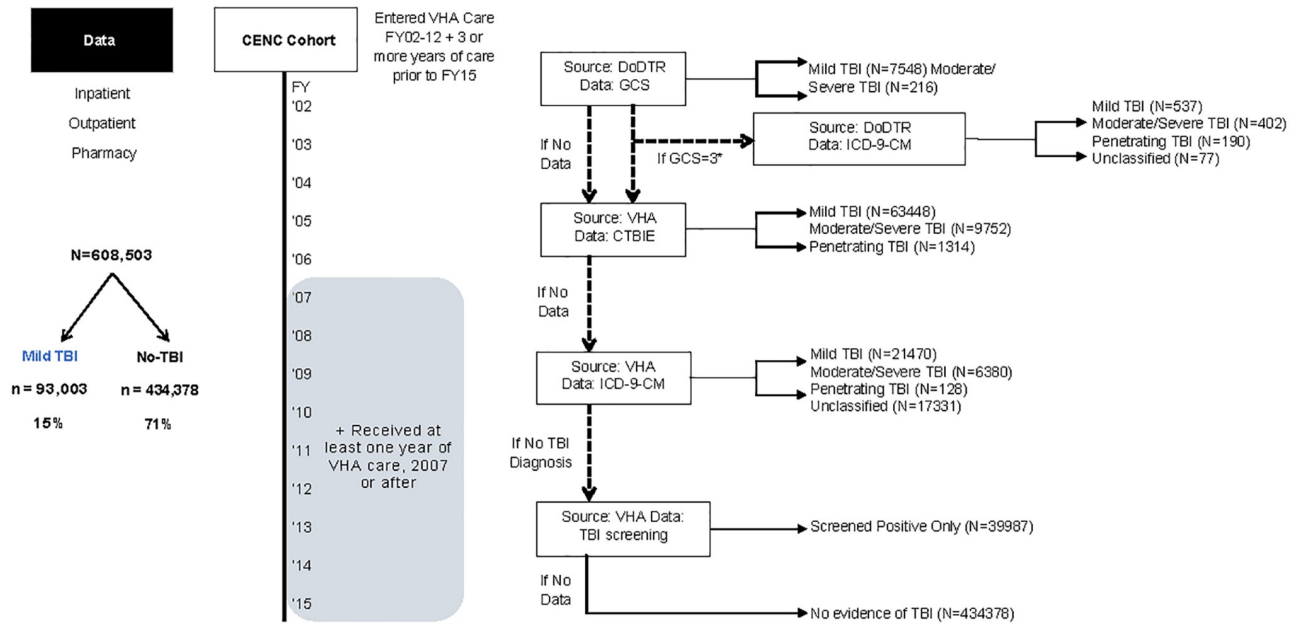 Data
Inpatient
Outpatient
Pharmacy
N=608,503
Mild TBI
n = 93,003
15%
No-TBI
n = 434,378
71%
CENC Cohort
Entered VHA Care
FY02-12 + 3 or
more years of care
prior to FY15
FY
'02
'03
'04
'05
'06
'07
'08
'09
'10
'11
'12
'13
'14
'15
+ Received at
least one year of
VHA care, 2007
or after
Source: DoDTR
Data: GCS
Mild TBI (N=7548) Moderate/
Severe TBI (N=216)
If No
Data
If GCS=3*
Source: DoDTR
Data: ICD-9-CM
Mild TBI (N=537)
Moderate/Severe TBI (N=402)
Penetrating TBI (N=190)
Unclassified (N=77)
Source: VHA
Data: CTBIE
Mild TBI (N=63448)
Moderate/Severe TBI (N=9752)
Penetrating TBI (N=1314)
If No
Data
Source: VHA
Data: ICD-9-CM
Mild TBI (N=21470)
Moderate/Severe TBI (N=6380)
Penetrating TBI (N=128)
Unclassified (N=17331)
If No TBI
Diagnosis
Source: VHA Data:
TBI screening
Screened Positive Only (N=39987)
If No
Data
No evidence of TBI (N=434378)